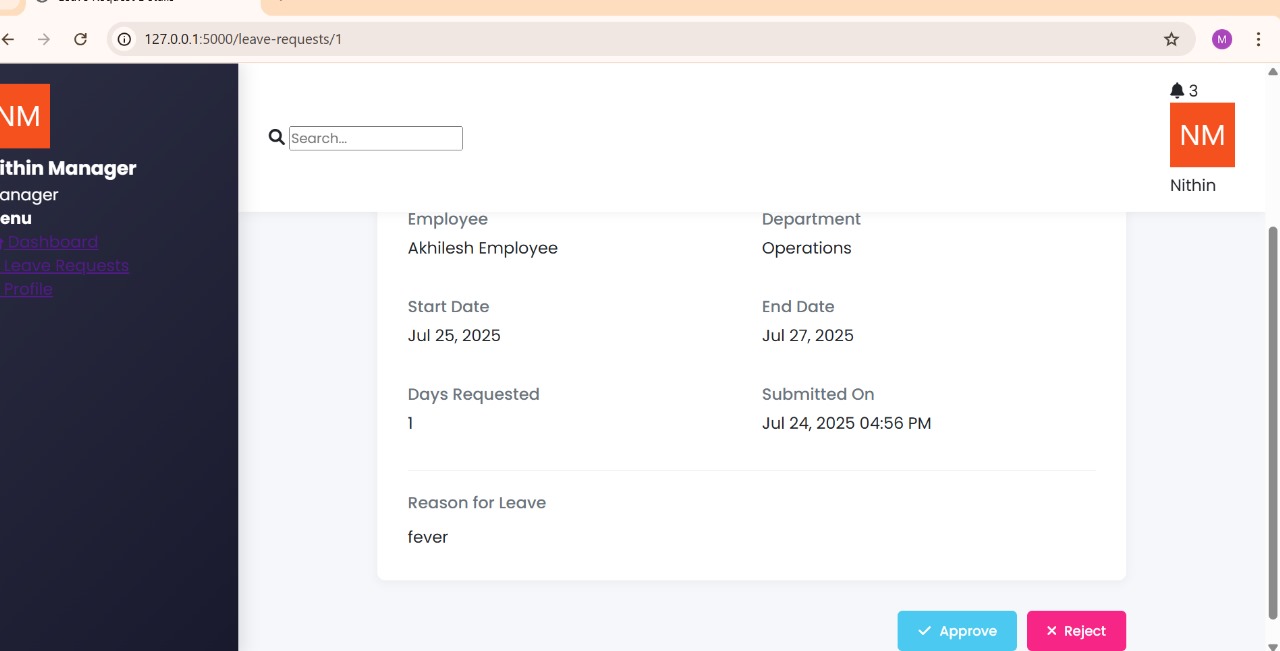 127.0.0.1:5000/leave-requests/1
M
NM
ithin Manager
anager
enu
Dashboard
Leave Requests
Profile
Search...
3
NM
Nithin
Employee
Department
Akhilesh Employee
Operations
Start Date
End Date
Jul 25, 2025
Jul 27, 2025
Days Requested
Submitted On
1
Jul 24, 2025 04:56 PM
Reason for Leave
fever
Approve
Reject